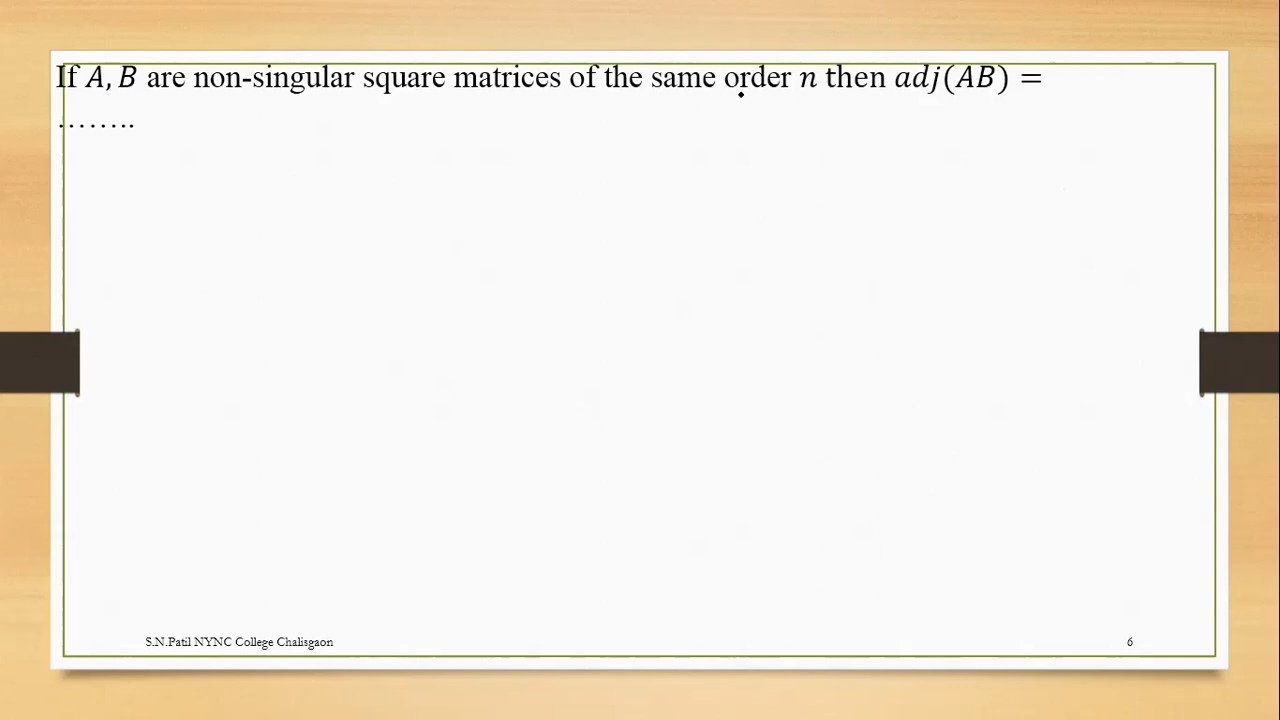 If A, B are non-singular square matrices of the same order n then adj(AB) =
........
S.N.Patil NYNC College Chalisgaon
6